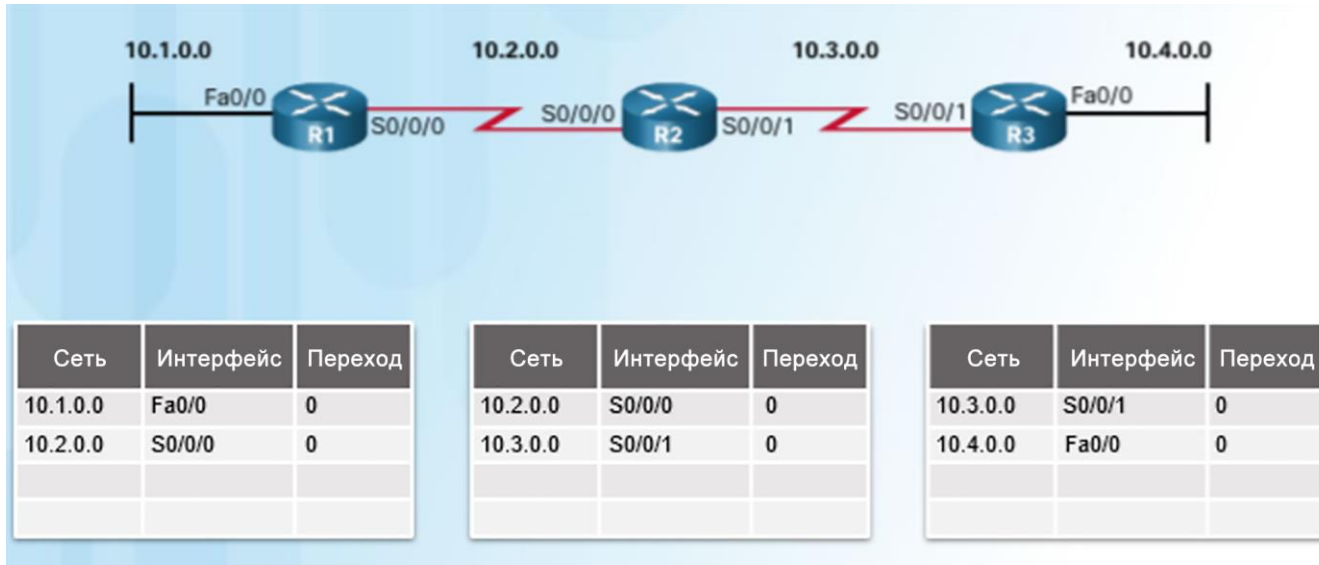 10.1.0.0 10.2.0.0 10.3.0.0 10.4.0.0
Fa0/0 S0/0/0 S0/0/0 S0/0/1 S0/0/1 Fa0/0
R1 R2 R3
Сеть Интерфейс Переход
10.1.0.0 Fa0/0 0
10.2.0.0 S0/0/0 0
Сеть Интерфейс Переход
10.2.0.0 S0/0/0 0
10.3.0.0 S0/0/1 0
Сеть Интерфейс Переход
10.3.0.0 S0/0/1 0
10.4.0.0 Fa0/0 0